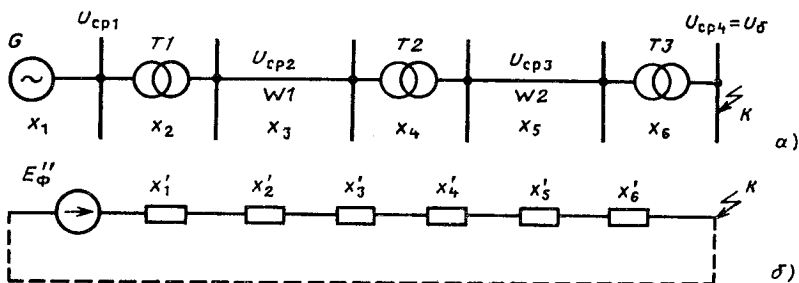 U_ср1 U_ср4=U_б
G T1 T2 T3
U_ср2 U_ср3
~
W1 W2 К
x_1 x_2 x_3 x_4 x_5 x_6
а)
E_ф'' x'_1 x'_2 x'_3 x'_4 x'_5 x'_6 К
б)